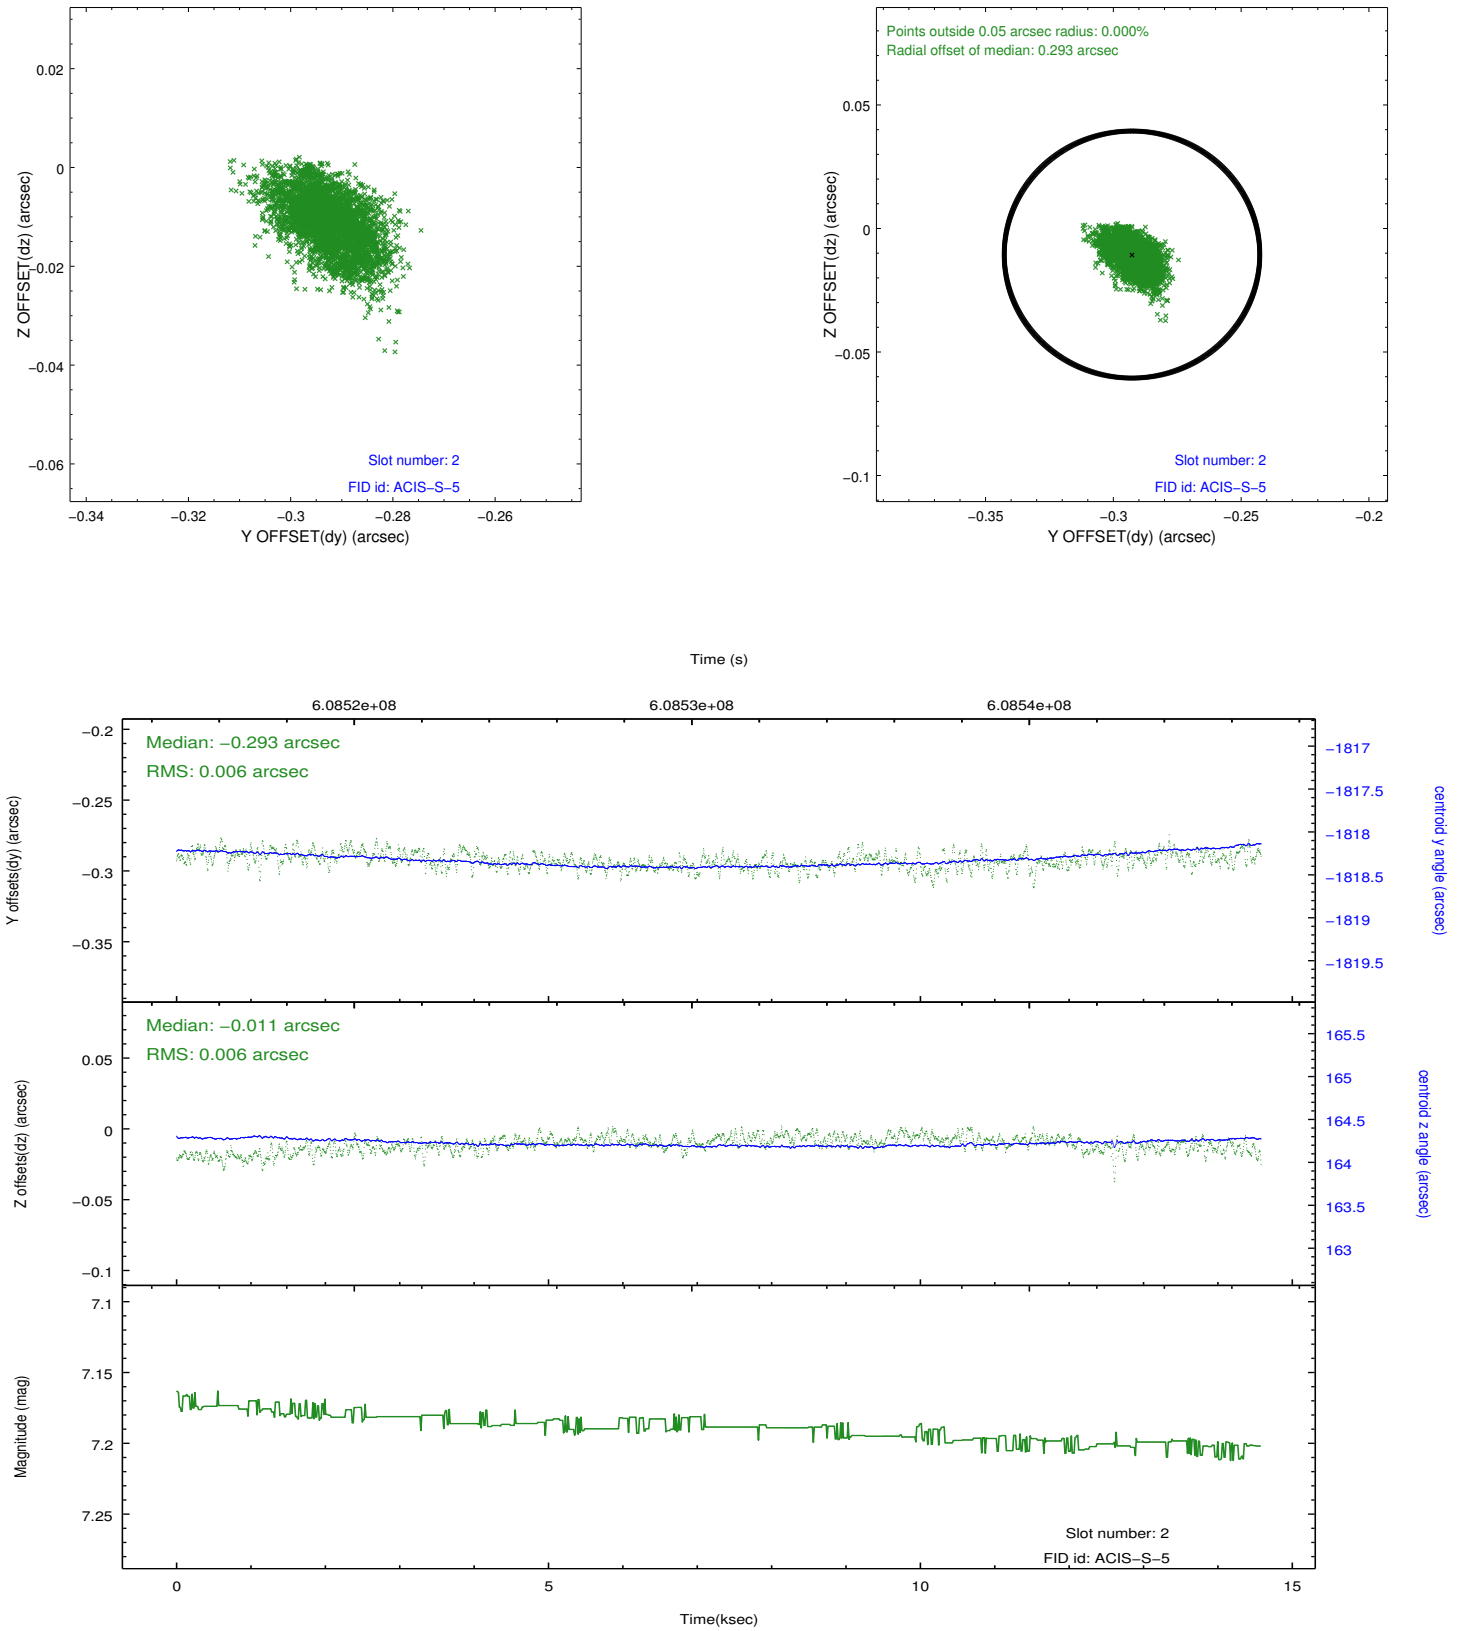 0.02
0
−0.02
−0.04
−0.06
Z OFFSET(dz) (arcsec)
Slot number: 2
FID id: ACIS−S−5
−0.34 −0.32 −0.3 −0.28 −0.26
Y OFFSET(dy) (arcsec)
Points outside 0.05 arcsec radius: 0.000%
Radial offset of median: 0.293 arcsec
0.05
0
−0.05
−0.1
Z OFFSET(dz) (arcsec)
Slot number: 2
FID id: ACIS−S−5
−0.35 −0.3 −0.25 −0.2
Y OFFSET(dy) (arcsec)
Time (s)
6.0852e+08 6.0853e+08 6.0854e+08
Median: −0.293 arcsec
RMS: 0.006 arcsec
−0.2
−0.25
−0.3
−0.35
Y offsets(dy) (arcsec)
−1817
−1817.5
−1818
−1818.5
−1819
−1819.5
centroid y angle (arcsec)
Median: −0.011 arcsec
RMS: 0.006 arcsec
0.05
0
−0.05
−0.1
Z offsets(dz) (arcsec)
165.5
165
164.5
164
163.5
163
centroid z angle (arcsec)
7.1
7.15
7.2
7.25
Magnitude (mag)
Slot number: 2
FID id: ACIS−S−5
0 5 10 15
Time(ksec)